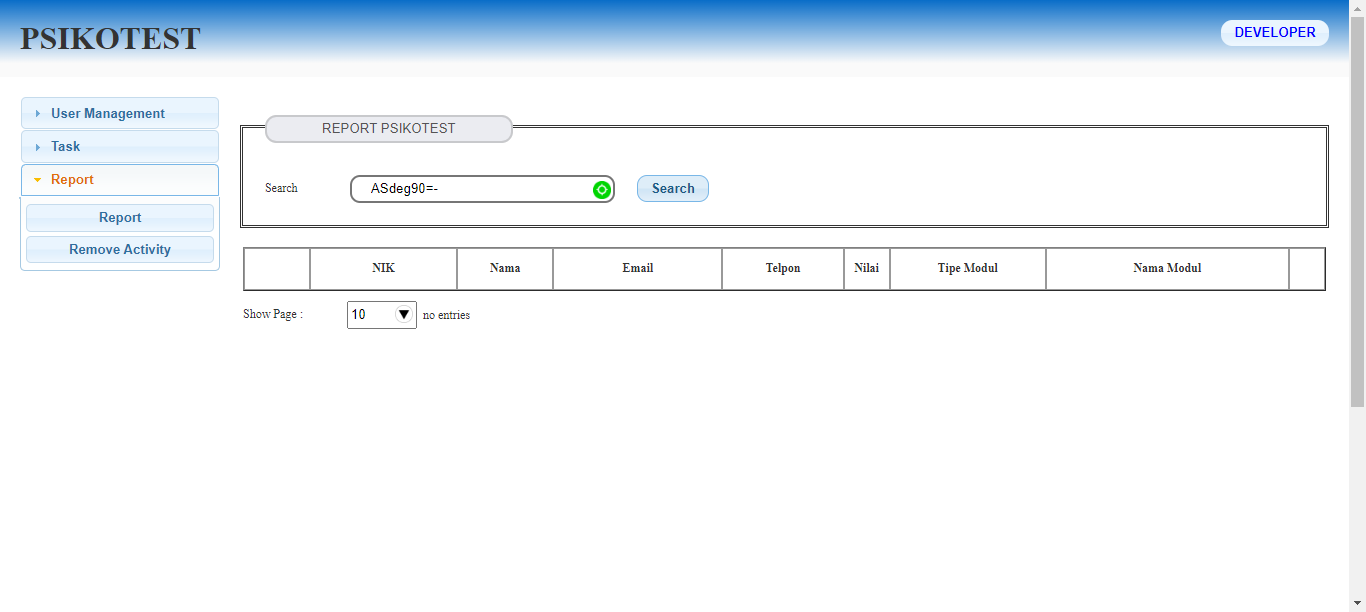 PSIKOTEST
DEVELOPER
User Management
Task
Report
Report
Remove Activity
REPORT PSIKOTEST
Search ASdeg90=- Search
NIK Nama Email Telpon Nilai Tipe Modul Nama Modul
Show Page : 10 no entries